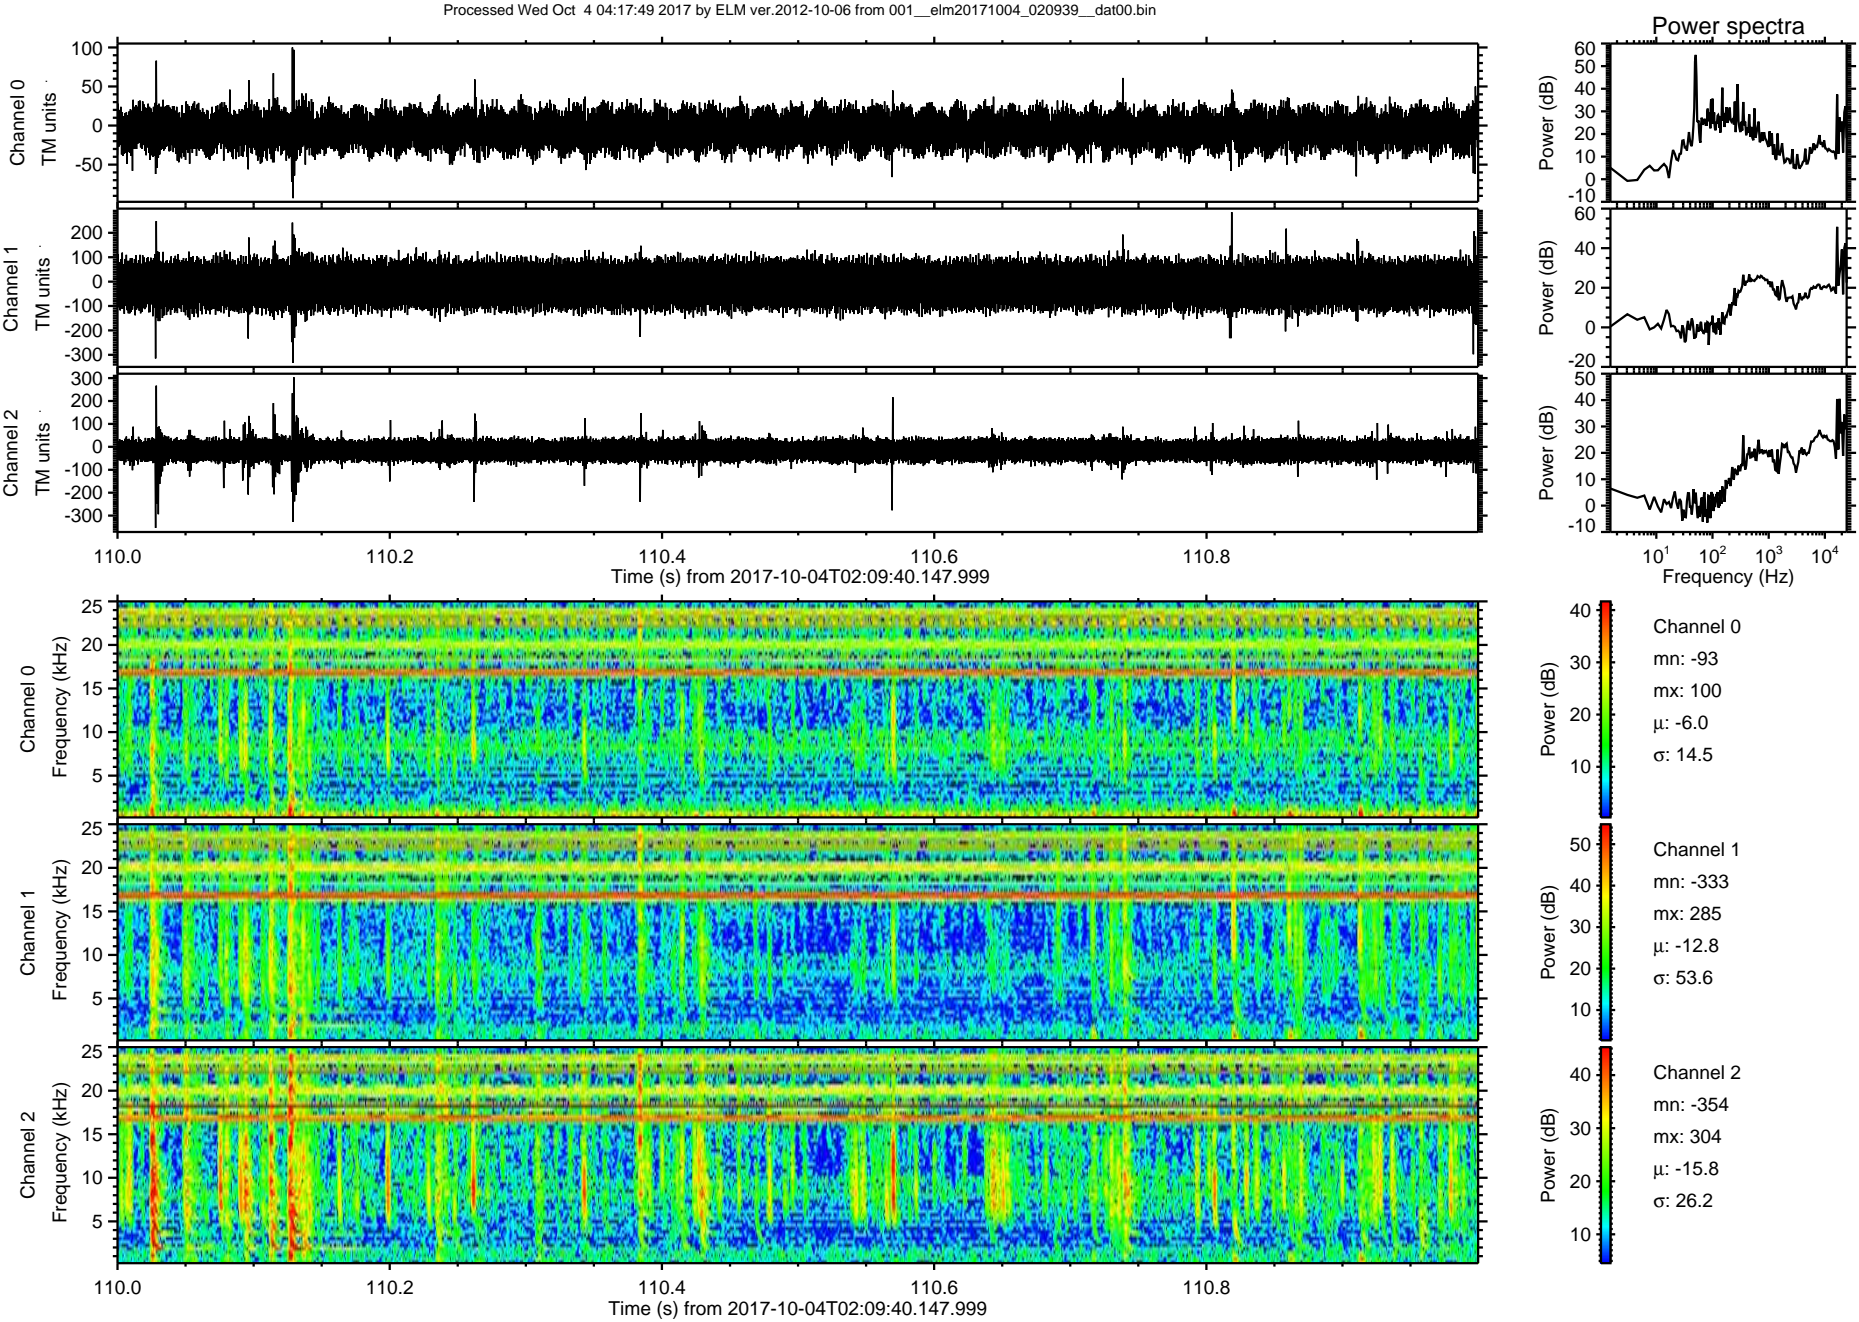 Processed Wed Oct  4 04:17:49 2017 by ELM ver.2012-10-06 from 001__elm20171004_020939__dat00.bin
Power spectra
Channel 0
TM units
100
50
0
-50
Power (dB)
60
50
40
30
20
10
0
-10
Channel 1
TM units
200
100
0
-100
-200
-300
Power (dB)
60
40
20
0
-20
Channel 2
TM units
300
200
100
0
-100
-200
-300
Power (dB)
50
40
30
20
10
0
-10
110.0 110.2 110.4 110.6 110.8
Time (s) from 2017-10-04T02:09:40.147.999
10¹ 10² 10³ 10⁴
Frequency (Hz)
Channel 0
Frequency (kHz)
25
20
15
10
5
Power (dB)
40
30
20
10
Channel 0
mn: -93
mx: 100
μ: -6.0
σ: 14.5
Channel 1
Frequency (kHz)
25
20
15
10
5
Power (dB)
50
40
30
20
10
Channel 1
mn: -333
mx: 285
μ: -12.8
σ: 53.6
Channel 2
Frequency (kHz)
25
20
15
10
5
Power (dB)
40
30
20
10
Channel 2
mn: -354
mx: 304
μ: -15.8
σ: 26.2
110.0 110.2 110.4 110.6 110.8
Time (s) from 2017-10-04T02:09:40.147.999